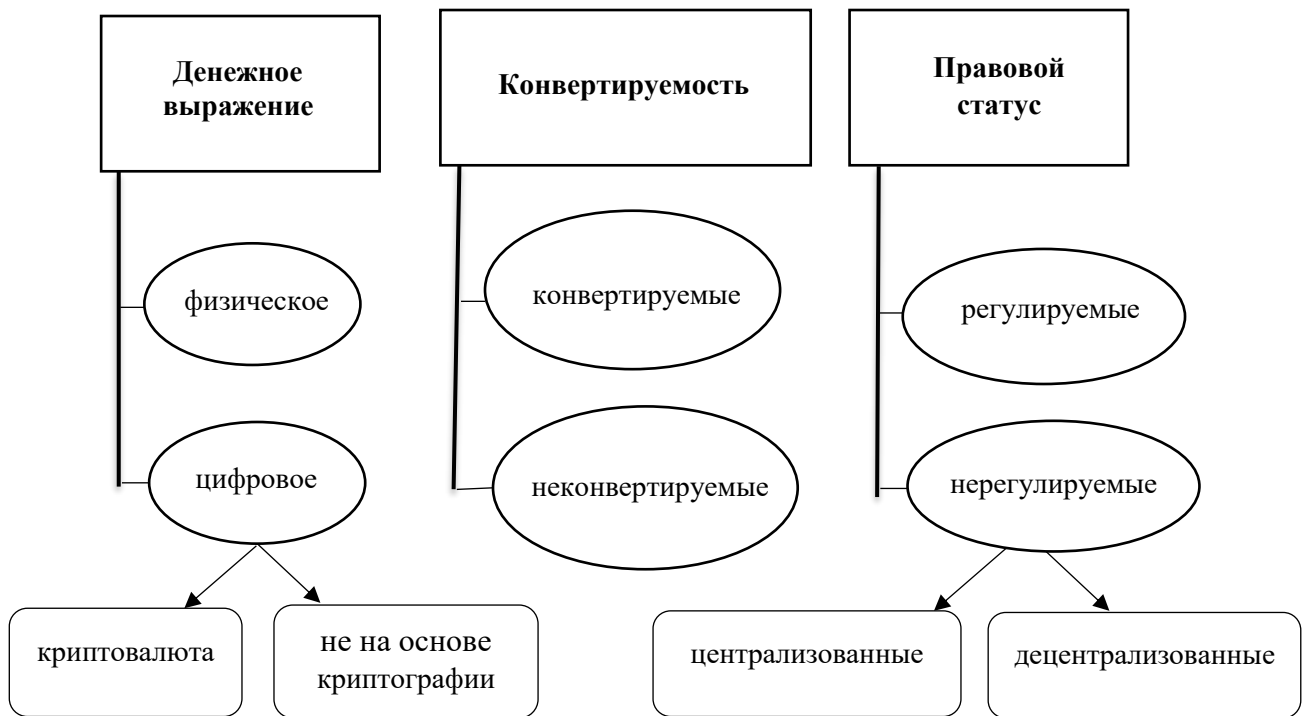 Денежное
выражение
Конвертируемость
Правовой
статус
физическое
конвертируемые
регулируемые
цифровое
неконвертируемые
нерегулируемые
криптовалюта
не на основе
криптографии
централизованные
децентрализованные